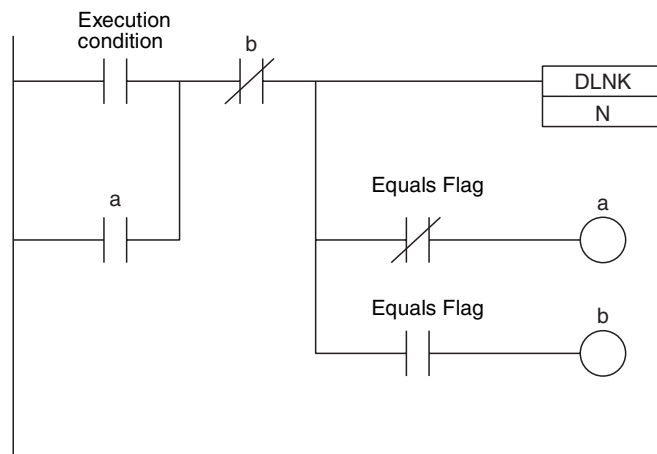 Execution
condition
b
DLNK
N
a
Equals Flag
a
Equals Flag
b